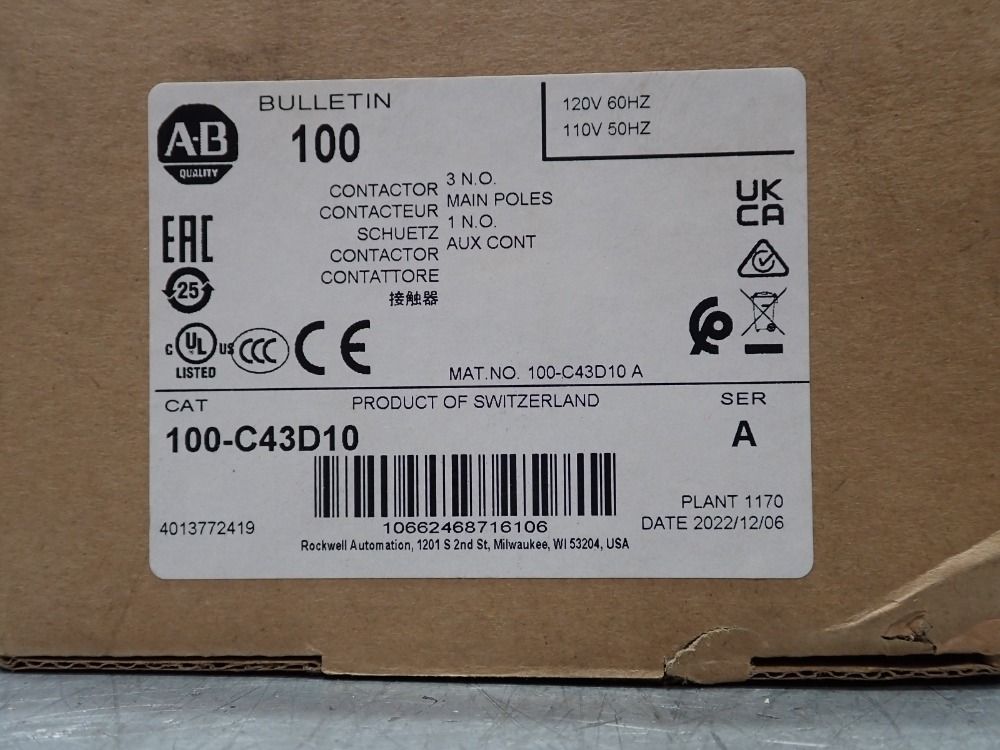 A-B
QUALITY
BULLETIN
100
120V 60HZ
110V 50HZ
CONTACTOR
CONTACTEUR
SCHUETZ
CONTACTOR
CONTATTORE
接触器
3 N.O.
MAIN POLES
1 N.O.
AUX CONT
EAC
25
C UL US
LISTED
CCC
CE
UK
CA
MAT.NO. 100-C43D10 A
CAT
PRODUCT OF SWITZERLAND
SER
100-C43D10
A
PLANT 1170
4013772419
10662468716106
DATE 2022/12/06
Rockwell Automation, 1201 S 2nd St, Milwaukee, WI 53204, USA